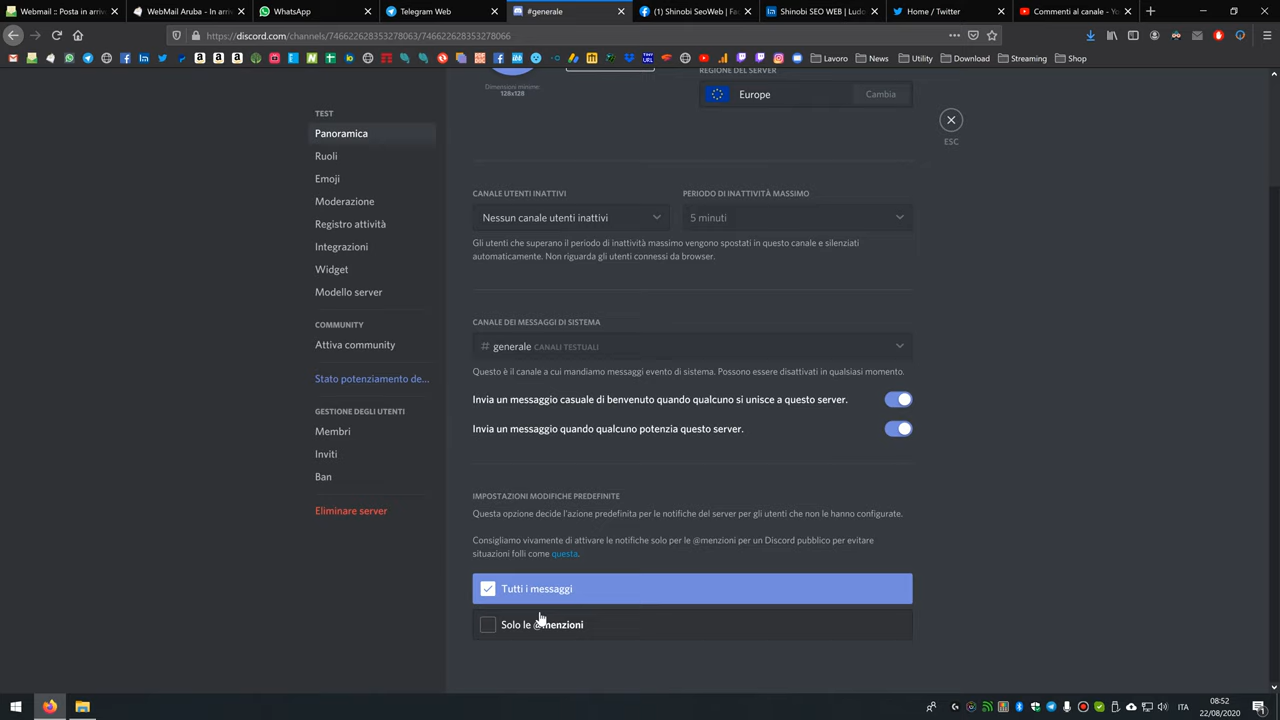 Webmail :: Posta in arrivo
WebMail Aruba - In arrivo
WhatsApp
Telegram Web
#generale
(1) Shinobi SeoWeb | Fac
Shinobi SEO WEB | Ludo
Home / Twitter
Commenti al canale - Yo
https://discord.com/channels/746622628353278063/746622628353278066
Lavoro
News
Utility
Download
Streaming
Shop
Dimensioni minime:
128x128
REGIONE DEL SERVER
Europe
Cambia
ESC
TEST
Panoramica
Ruoli
Emoji
Moderazione
Registro attività
Integrazioni
Widget
Modello server
COMMUNITY
Attiva community
Stato potenziamento de...
GESTIONE DEGLI UTENTI
Membri
Inviti
Ban
Eliminare server
CANALE UTENTI INATTIVI
PERIODO DI INATTIVITÀ MASSIMO
Nessun canale utenti inattivi
5 minuti
Gli utenti che superano il periodo di inattività massimo vengono spostati in questo canale e silenziati
automaticamente. Non riguarda gli utenti connessi da browser.
CANALE DEI MESSAGGI DI SISTEMA
# generale CANALI TESTUALI
Questo è il canale a cui mandiamo messaggi evento di sistema. Possono essere disattivati in qualsiasi momento.
Invia un messaggio casuale di benvenuto quando qualcuno si unisce a questo server.
Invia un messaggio quando qualcuno potenzia questo server.
IMPOSTAZIONI MODIFICHE PREDEFINITE
Questa opzione decide l'azione predefinita per le notifiche del server per gli utenti che non le hanno configurate.
Consigliamo vivamente di attivare le notifiche solo per le @menzioni per un Discord pubblico per evitare
situazioni folli come questa.
Tutti i messaggi
Solo le @menzioni
ITA
08:52
22/08/2020